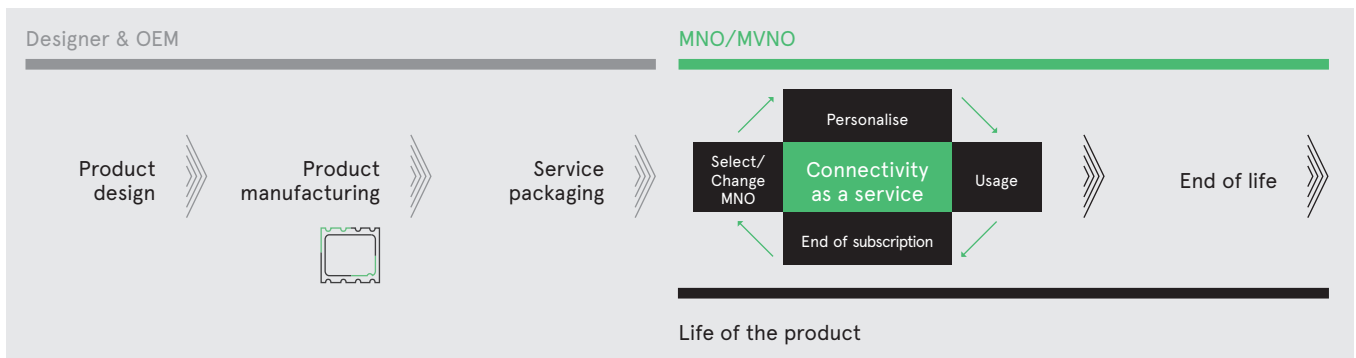 Designer & OEM
MNO/MVNO
Product
design
Product
manufacturing
Service
packaging
Select/
Change
MNO
Personalise
Connectivity
as a service
Usage
End of subscription
End of life
Life of the product